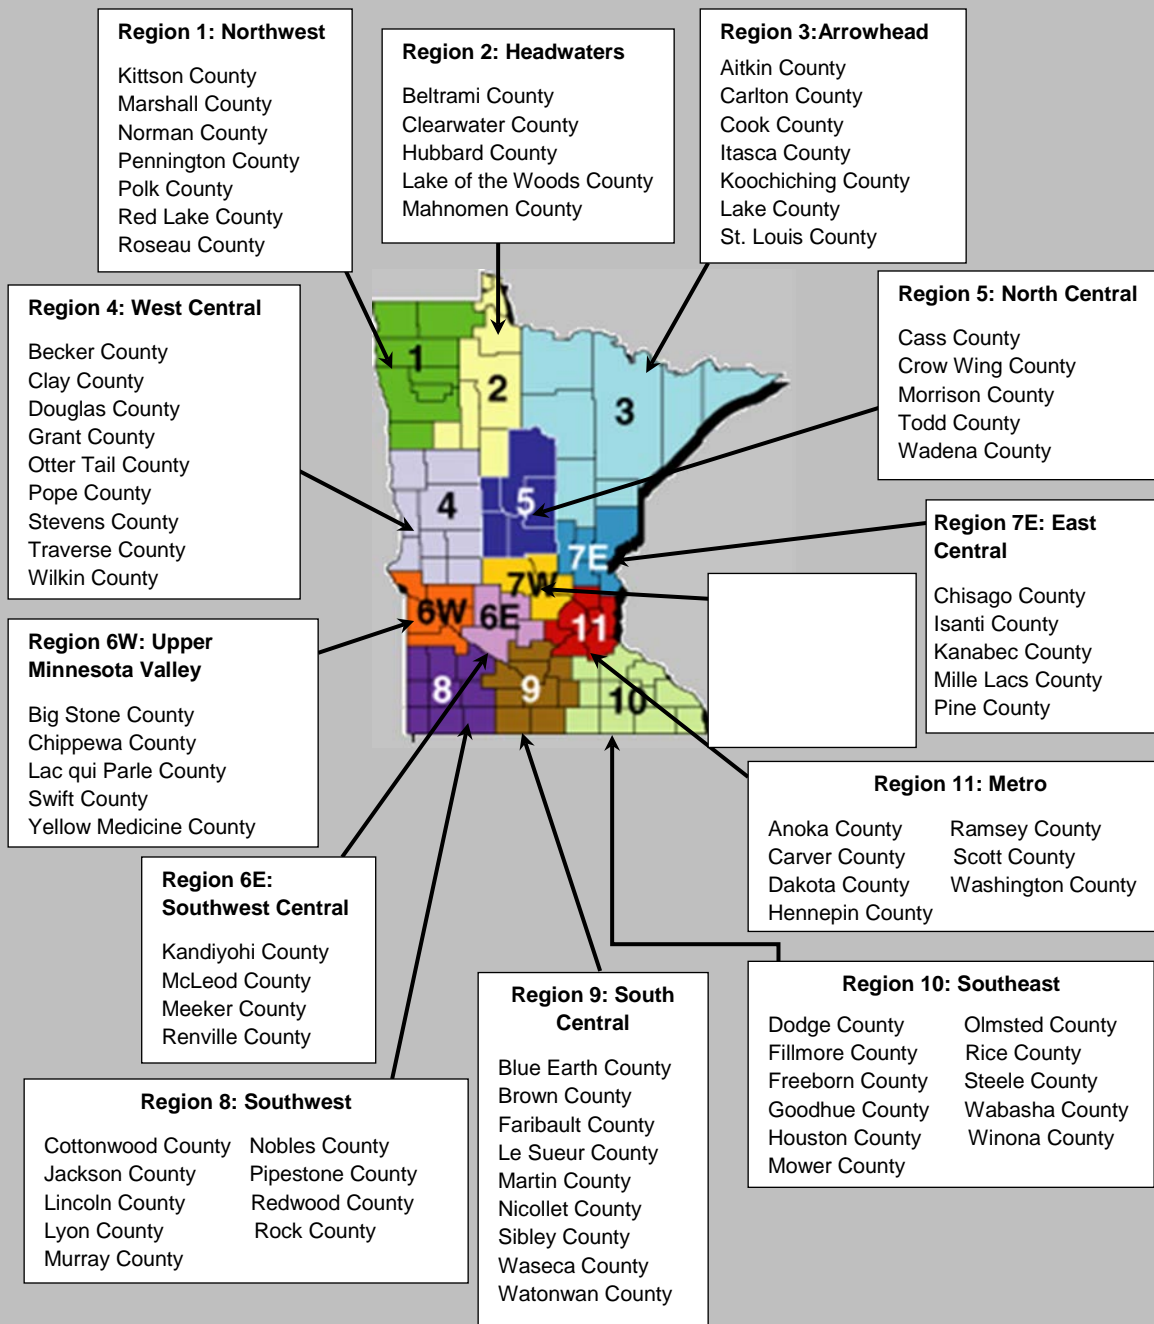 Region 1: Northwest
Kittson County
Marshall County
Norman County
Pennington County
Polk County
Red Lake County
Roseau County
Region 2: Headwaters
Beltrami County
Clearwater County
Hubbard County
Lake of the Woods County
Mahnomen County
Region 3:Arrowhead
Aitkin County
Carlton County
Cook County
Itasca County
Koochiching County
Lake County
St. Louis County
Region 4: West Central
Becker County
Clay County
Douglas County
Grant County
Otter Tail County
Pope County
Stevens County
Traverse County
Wilkin County
Region 5: North Central
Cass County
Crow Wing County
Morrison County
Todd County
Wadena County
1
2
3
4
5
7E
7W
6W
6E
11
8
9
10
Region 7E: East
Central
Chisago County
Isanti County
Kanabec County
Mille Lacs County
Pine County
Region 6W: Upper
Minnesota Valley
Big Stone County
Chippewa County
Lac qui Parle County
Swift County
Yellow Medicine County
Region 11: Metro
Anoka County Ramsey County
Carver County Scott County
Dakota County Washington County
Hennepin County
Region 6E:
Southwest Central
Kandiyohi County
McLeod County
Meeker County
Renville County
Region 9: South
Central
Blue Earth County
Brown County
Faribault County
Le Sueur County
Martin County
Nicollet County
Sibley County
Waseca County
Watonwan County
Region 10: Southeast
Dodge County Olmsted County
Fillmore County Rice County
Freeborn County Steele County
Goodhue County Wabasha County
Houston County Winona County
Mower County
Region 8: Southwest
Cottonwood County Nobles County
Jackson County Pipestone County
Lincoln County Redwood County
Lyon County Rock County
Murray County